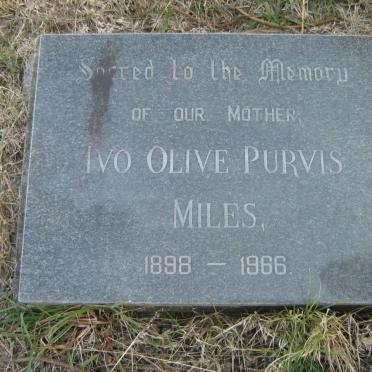 Sacred to the Memory
OF OUR MOTHER,
IVO OLIVE PURVIS
MILES,
1898 — 1966.